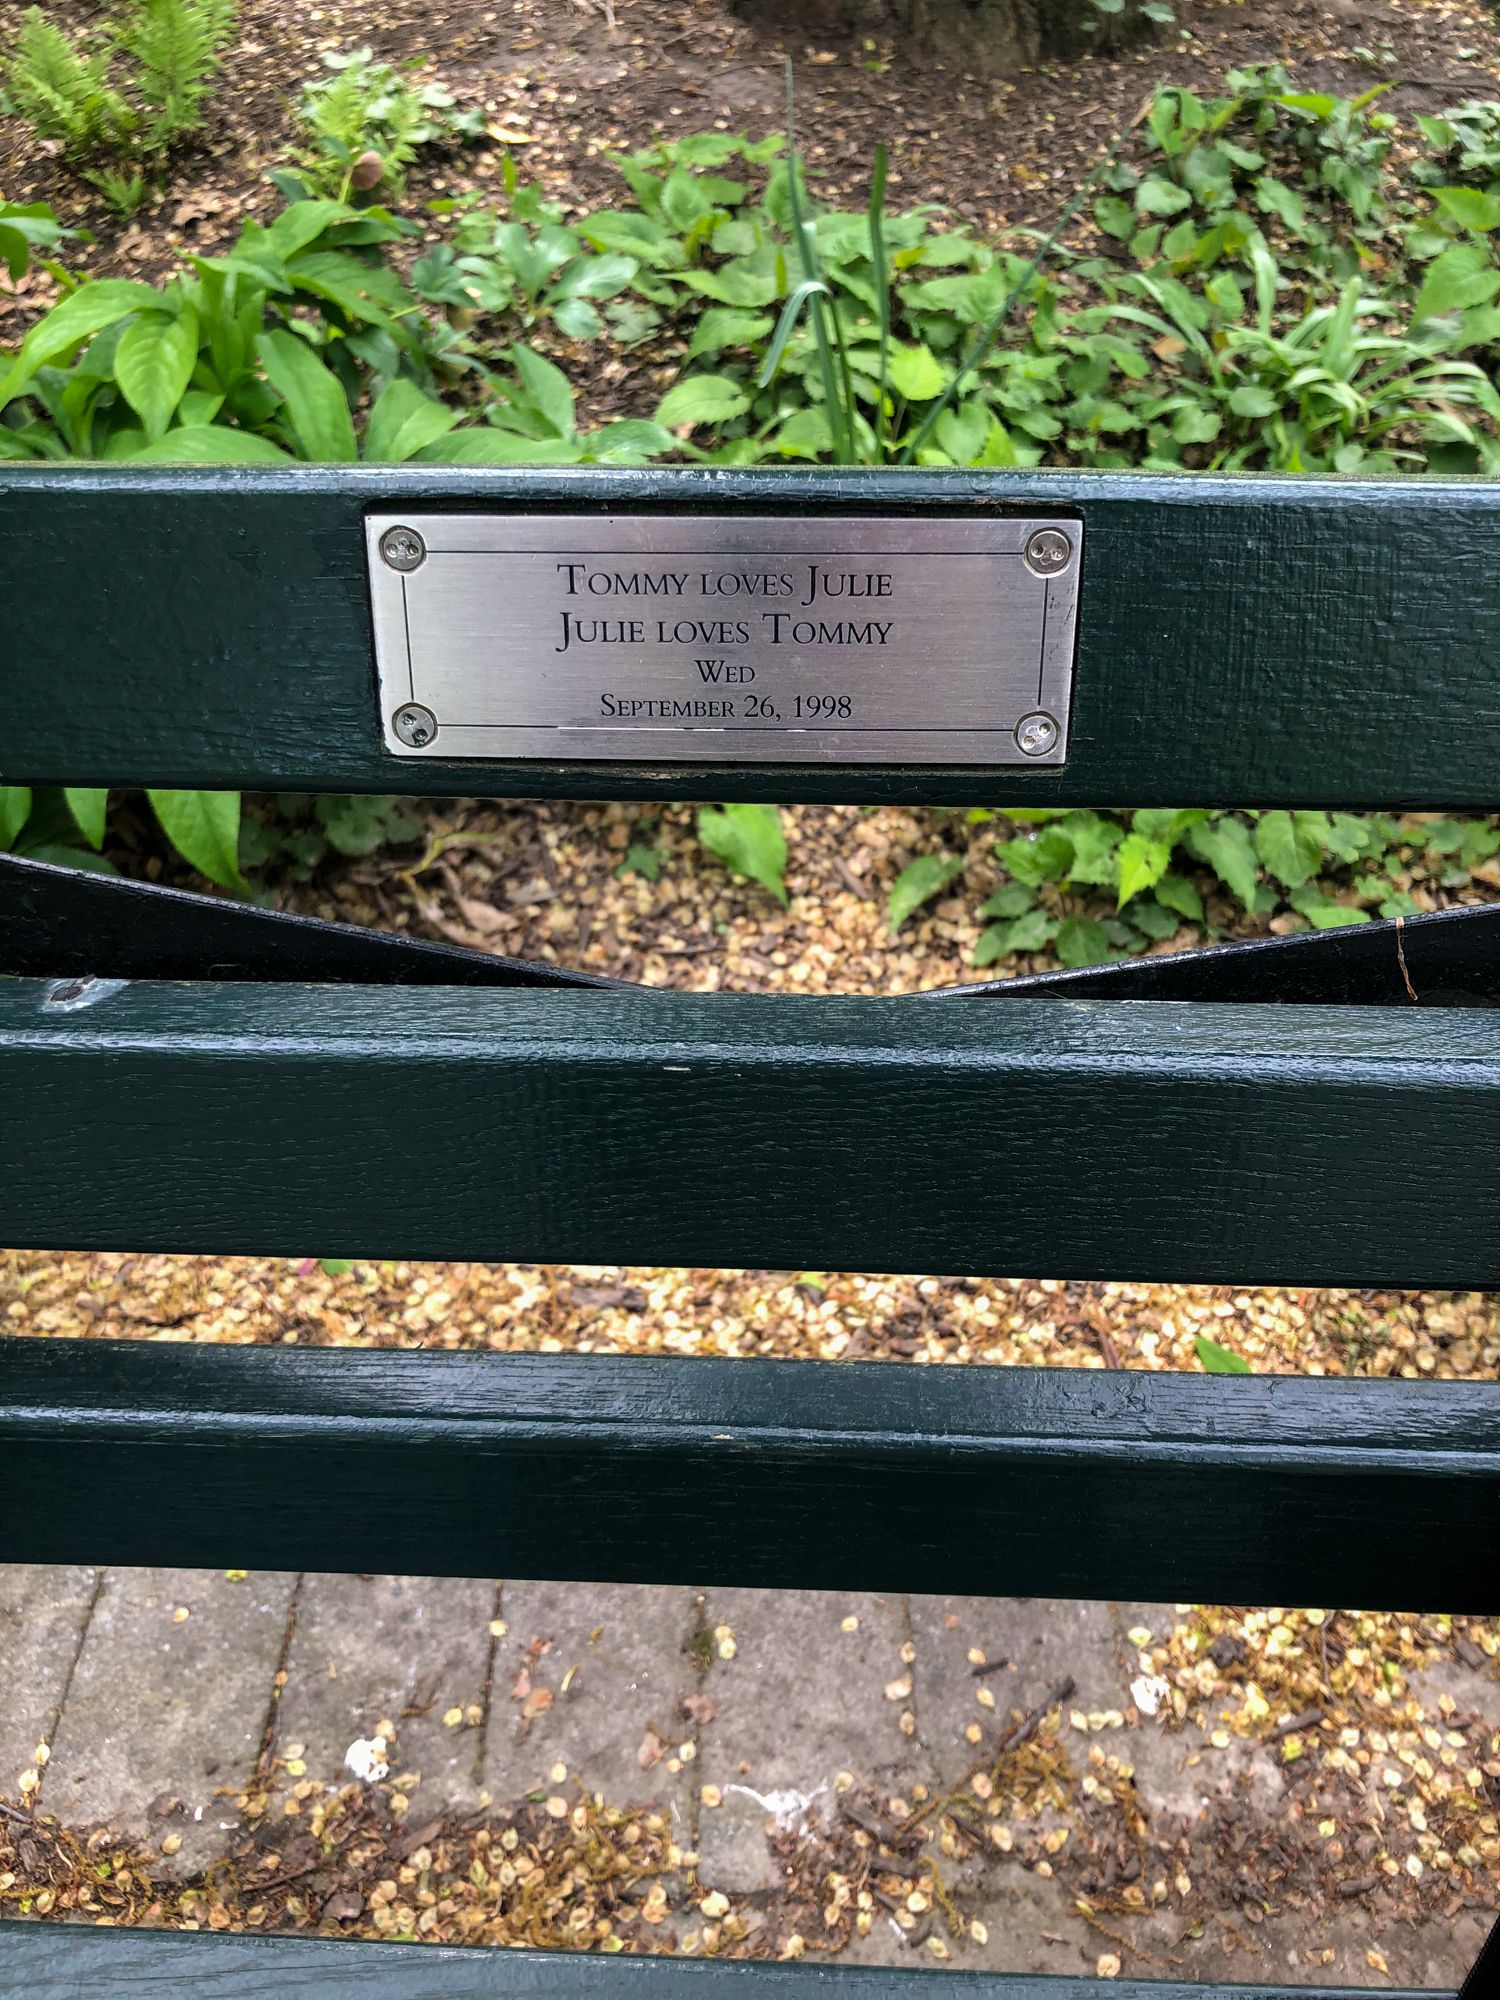 Tommy loves Julie
Julie loves Tommy
Wed
September 26, 1998